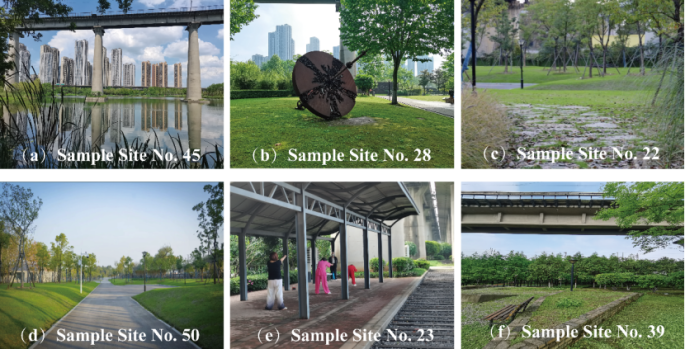 (a) Sample Site No. 45
(b) Sample Site No. 28
(c) Sample Site No. 22
(d) Sample Site No. 50
(e) Sample Site No. 23
(f) Sample Site No. 39